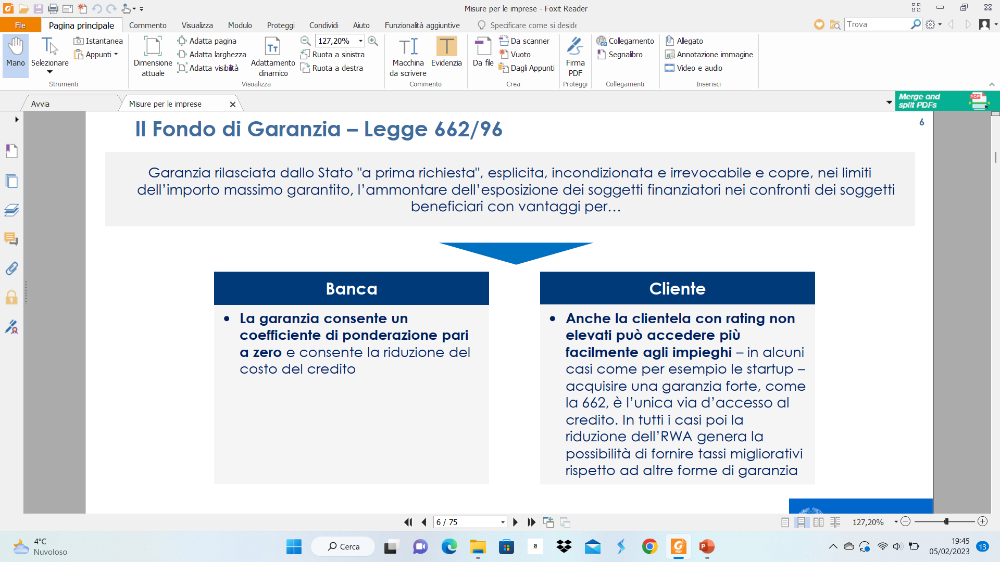 Misure per le imprese - Foxit Reader
File
Pagina principale
Commento
Visualizza
Modulo
Proteggi
Condividi
Aiuto
Funzionalità aggiuntive
Specificare come si deside
Trova
Mano
Selezionare
Istantanea
Appunti
Strumenti
Dimensione
attuale
Adatta pagina
Adatta larghezza
Adatta visibilità
Adattamento
dinamico
127,20%
Ruota a sinistra
Ruota a destra
Visualizza
Macchina
da scrivere
Evidenzia
Commento
Da file
Da scanner
Vuoto
Dagli Appunti
Crea
Firma
PDF
Proteggi
Collegamento
Segnalibro
Collegamenti
Allegato
Annotazione immagine
Video e audio
Inserisci
Avvia
Misure per le imprese
Merge and
split PDFs
PDF
Il Fondo di Garanzia – Legge 662/96
6
Garanzia rilasciata dallo Stato "a prima richiesta", esplicita, incondizionata e irrevocabile e copre, nei limiti
dell’importo massimo garantito, l’ammontare dell’esposizione dei soggetti finanziatori nei confronti dei soggetti
beneficiari con vantaggi per…
Banca
• La garanzia consente un
coefficiente di ponderazione pari
a zero e consente la riduzione del
costo del credito
Cliente
• Anche la clientela con rating non
elevati può accedere più
facilmente agli impieghi – in alcuni
casi come per esempio le startup –
acquisire una garanzia forte, come
la 662, è l’unica via d’accesso al
credito. In tutti i casi poi la
riduzione dell’RWA genera la
possibilità di fornire tassi migliorativi
rispetto ad altre forme di garanzia
6 / 75
127,20%
4°C
Nuvoloso
Cerca
19:45
05/02/2023
13